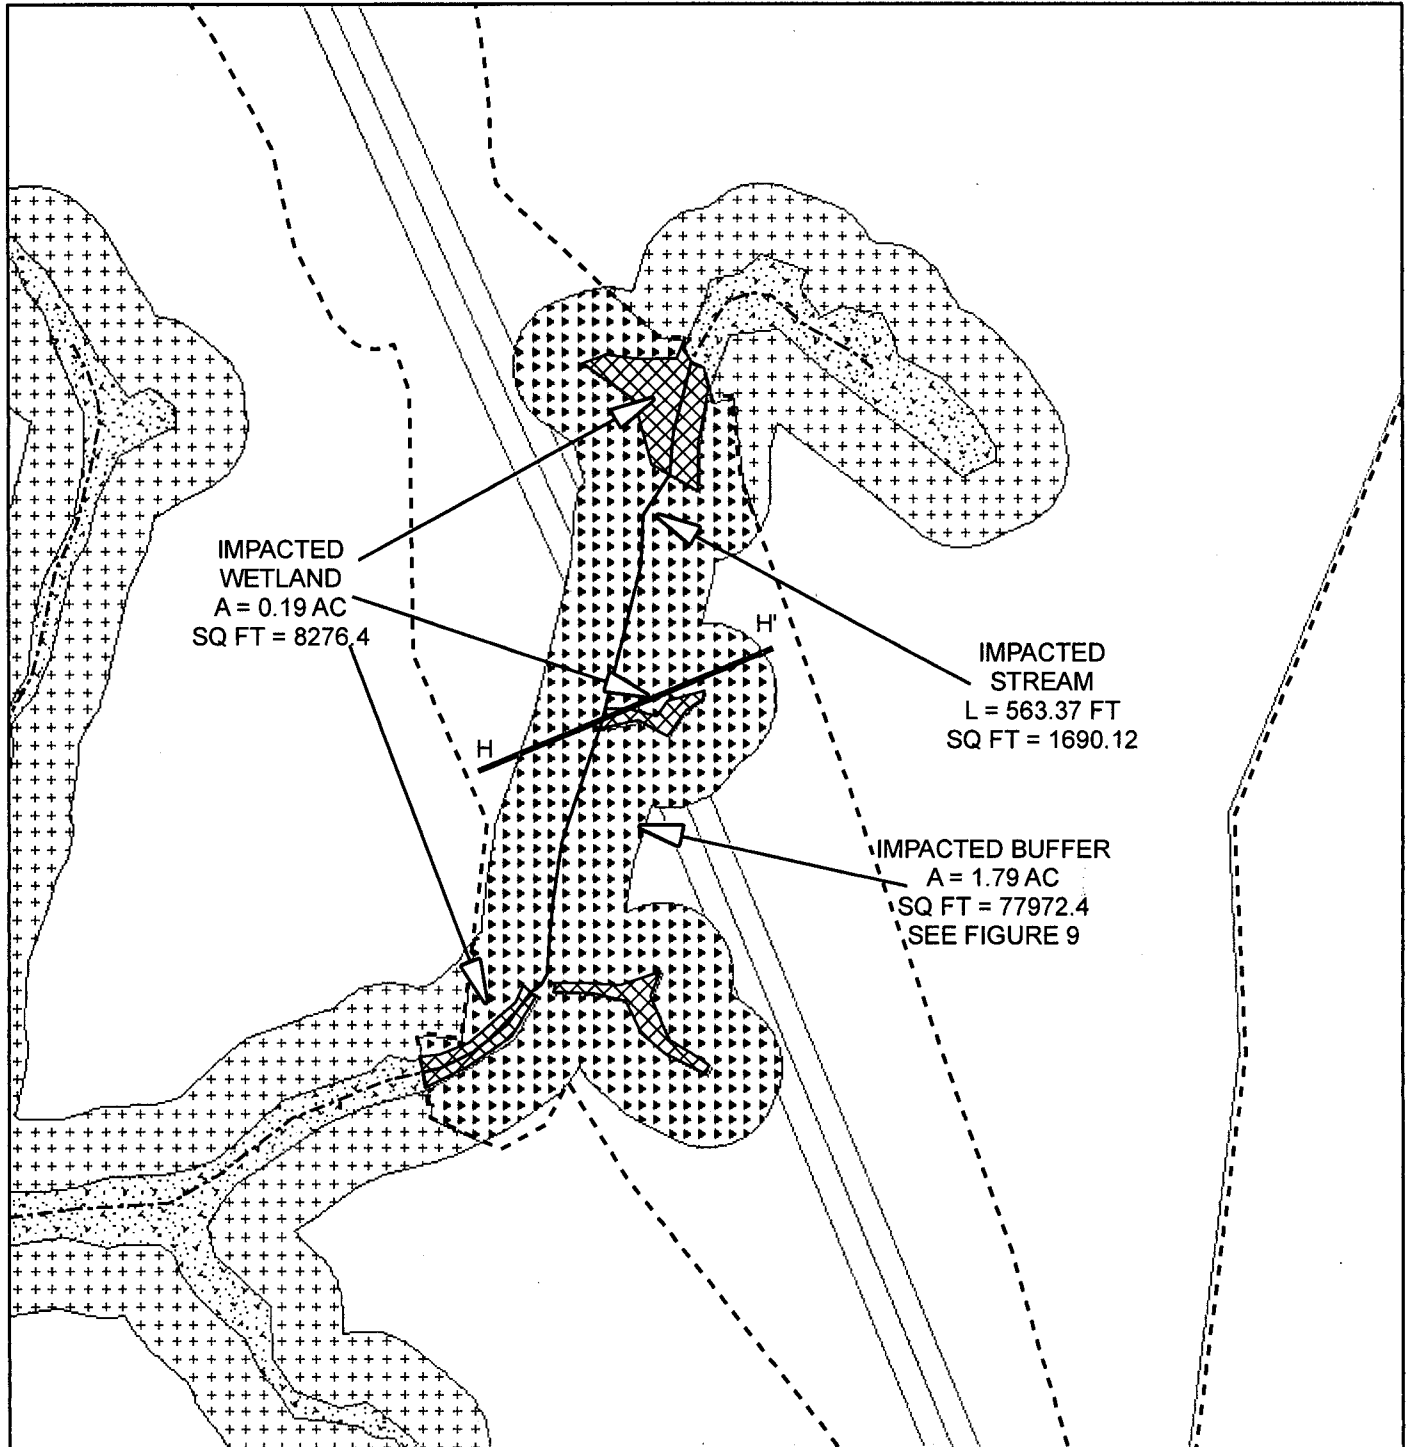 IMPACTED
WETLAND
A = 0.19 AC
SQ FT = 8276.4
H'
H
IMPACTED
STREAM
L = 563.37 FT
SQ FT = 1690.12
IMPACTED BUFFER
A = 1.79 AC
SQ FT = 77972.4
SEE FIGURE 9